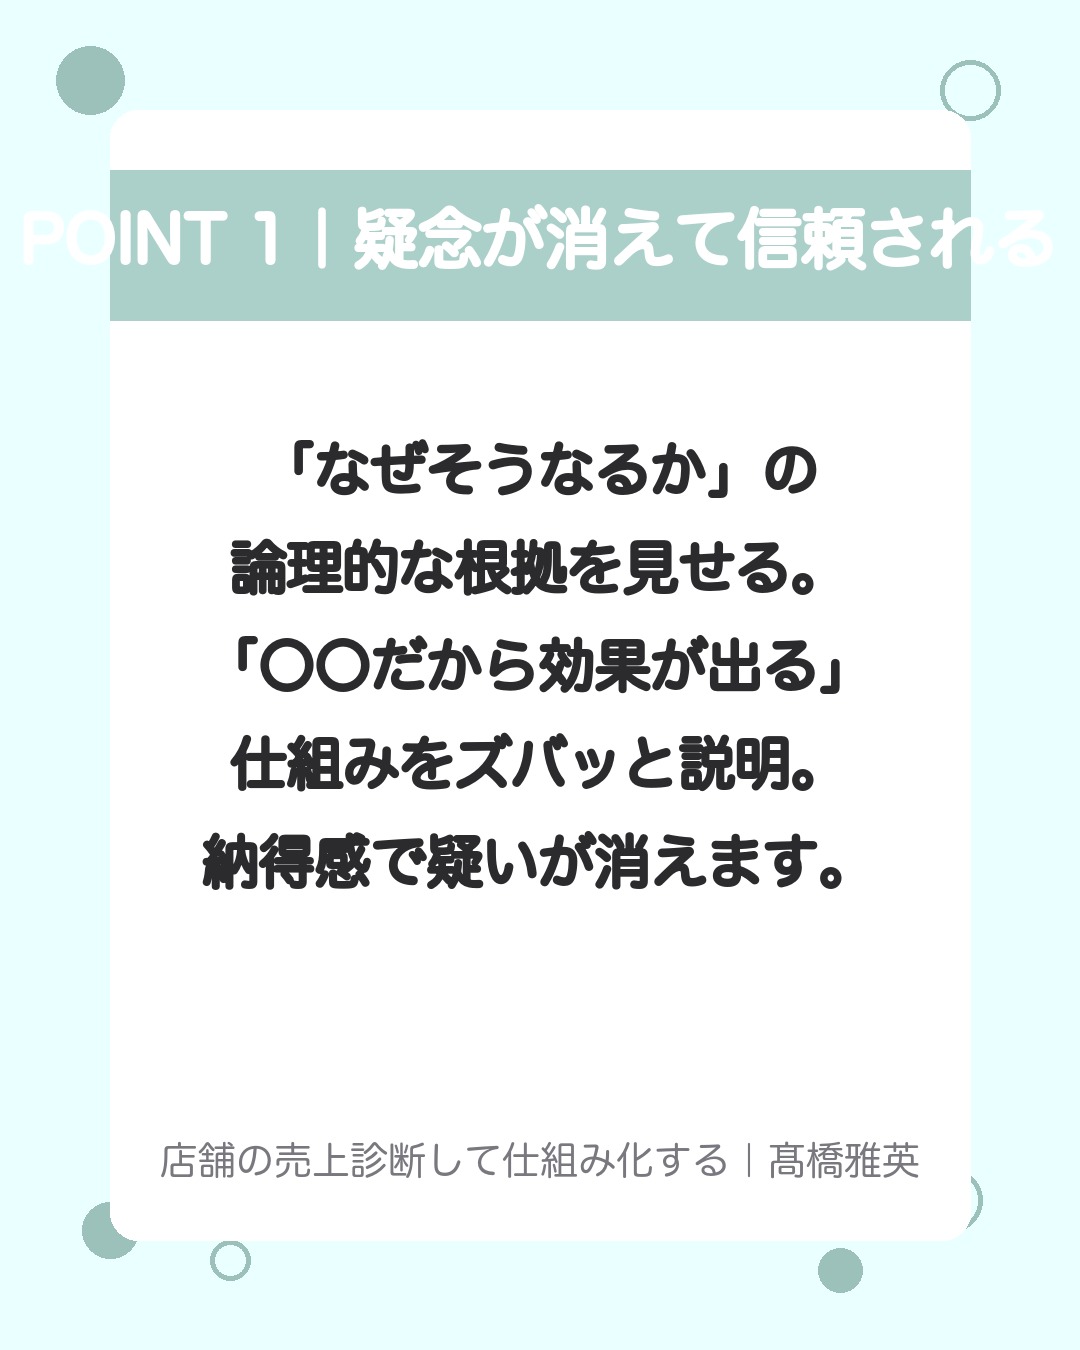 POINT 1｜疑念が消えて信頼される
「なぜそうなるか」の
論理的な根拠を見せる。
「〇〇だから効果が出る」
仕組みをズバッと説明。
納得感で疑いが消えます。
店舗の売上診断して仕組み化する｜髙橋雅英